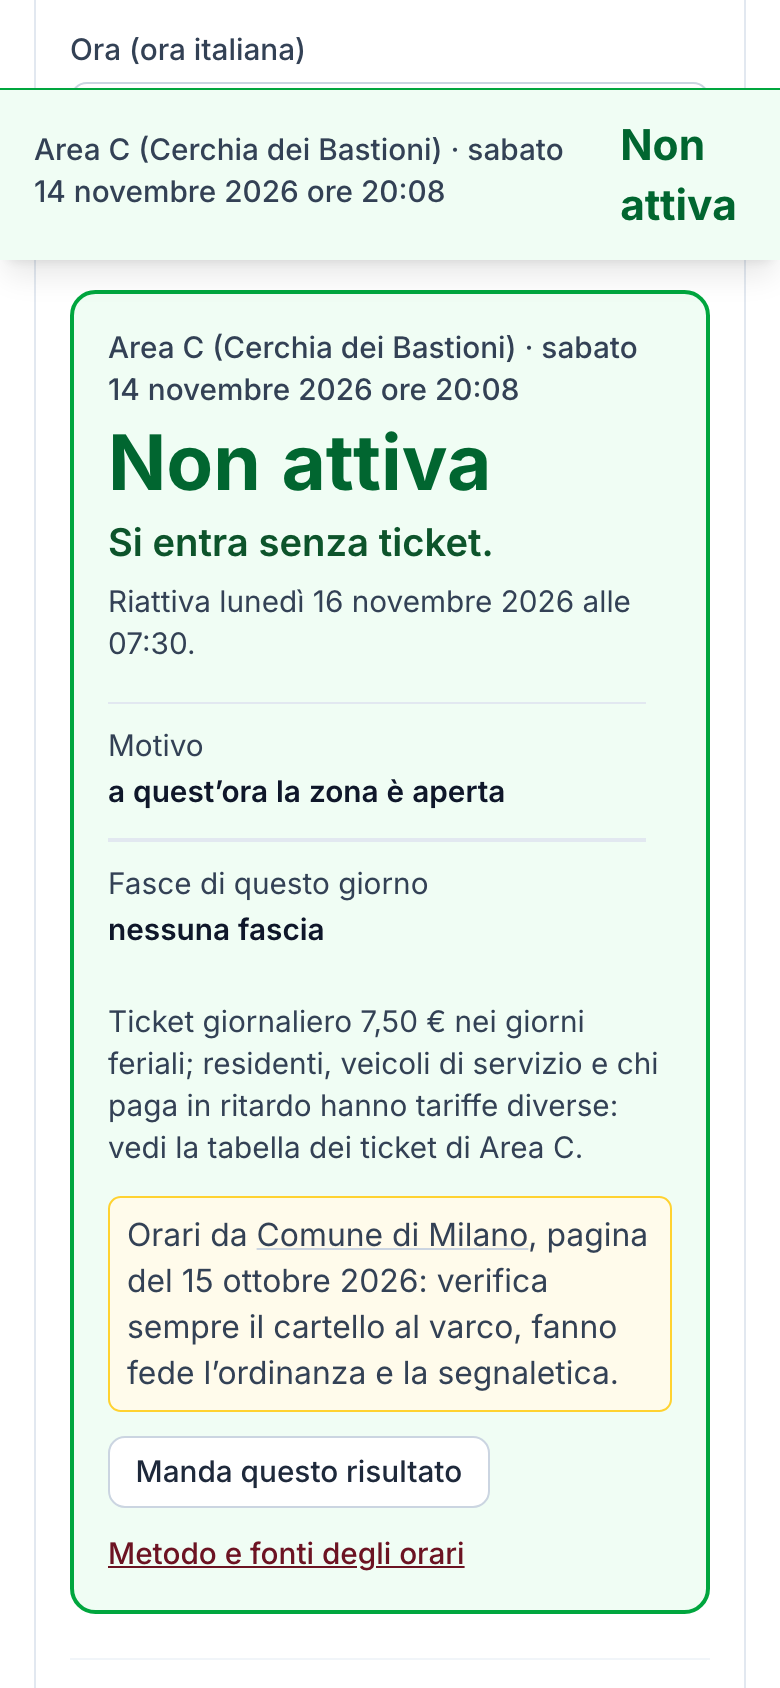 Ora (ora italiana)
Area C (Cerchia dei Bastioni) · sabato
14 novembre 2026 ore 20:08
Non
attiva
Area C (Cerchia dei Bastioni) · sabato
14 novembre 2026 ore 20:08
Non attiva
Si entra senza ticket.
Riattiva lunedì 16 novembre 2026 alle
07:30.
Motivo
a quest’ora la zona è aperta
Fasce di questo giorno
nessuna fascia
Ticket giornaliero 7,50 € nei giorni
feriali; residenti, veicoli di servizio e chi
paga in ritardo hanno tariffe diverse:
vedi la tabella dei ticket di Area C.
Orari da Comune di Milano, pagina
del 15 ottobre 2026: verifica
sempre il cartello al varco, fanno
fede l’ordinanza e la segnaletica.
Manda questo risultato
Metodo e fonti degli orari